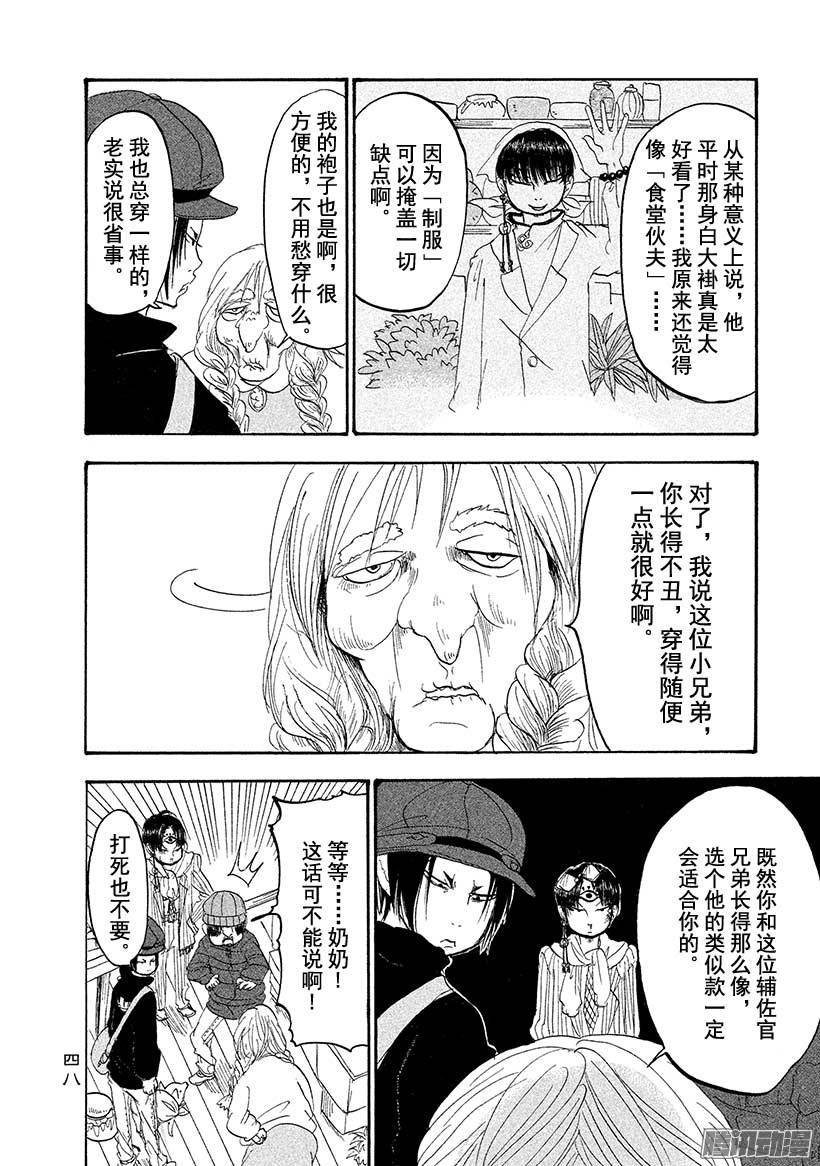 从某种意义上说，他
平时那身白大褂真是太
好看了……我原来还觉得
像「食堂伙夫」……
因为「制服」
可以掩盖一切
缺点啊。
我的袍子也是啊，很
方便的，不用愁穿什么。
我也总穿一样的，
老实说很省事。
对了，我说这位小兄弟，
你长得不丑，穿得随便
一点就很好啊。
既然你和这位辅佐官
兄弟长得那么像，
选个他的类似款一定
会适合你的。
等等……奶奶！
这话可不能说啊！
打死也不要。
四八
腾讯动漫